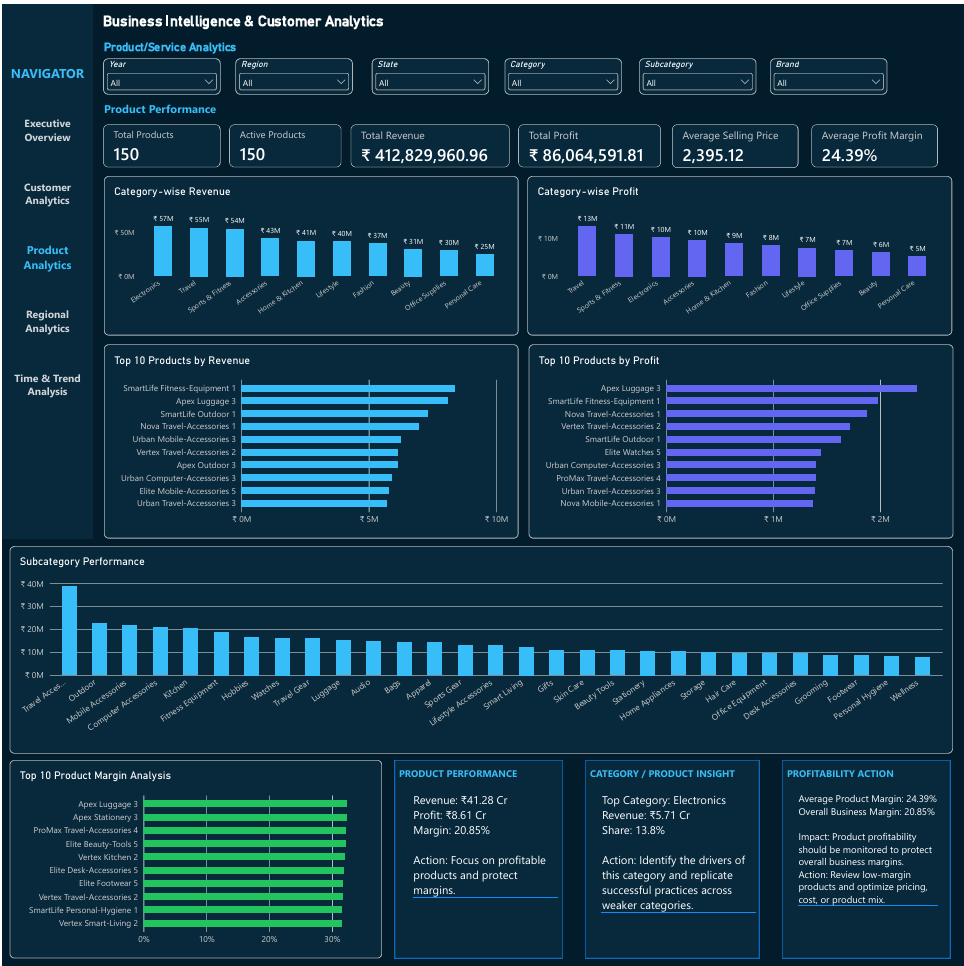 Business Intelligence & Customer Analytics
Product/Service Analytics
NAVIGATOR
Executive
Overview
Customer
Analytics
Product
Analytics
Regional
Analytics
Time & Trend
Analysis
Year
All
Region
All
State
All
Category
All
Subcategory
All
Brand
All
Product Performance
Total Products
150
Active Products
150
Total Revenue
₹ 412,829,960.96
Total Profit
₹ 86,064,591.81
Average Selling Price
2,395.12
Average Profit Margin
24.39%
Category-wise Revenue
₹ 50M
₹ 0M
₹ 57M
₹ 55M
₹ 54M
₹ 43M
₹ 41M
₹ 40M
₹ 37M
₹ 31M
₹ 30M
₹ 25M
Electronics
Travel
Sports & Fitness
Accessories
Home & Kitchen
Lifestyle
Fashion
Beauty
Office Supplies
Personal Care
Category-wise Profit
₹ 10M
₹ 0M
₹ 13M
₹ 11M
₹ 10M
₹ 10M
₹ 9M
₹ 8M
₹ 7M
₹ 7M
₹ 6M
₹ 5M
Travel
Sports & Fitness
Electronics
Accessories
Home & Kitchen
Fashion
Lifestyle
Office Supplies
Beauty
Personal Care
Top 10 Products by Revenue
SmartLife Fitness-Equipment 1
Apex Luggage 3
SmartLife Outdoor 1
Nova Travel-Accessories 1
Urban Mobile-Accessories 3
Vertex Travel-Accessories 2
Apex Outdoor 3
Urban Computer-Accessories 3
Elite Mobile-Accessories 5
Urban Travel-Accessories 3
₹ 0M
₹ 5M
₹ 10M
Top 10 Products by Profit
Apex Luggage 3
SmartLife Fitness-Equipment 1
Nova Travel-Accessories 1
Vertex Travel-Accessories 2
SmartLife Outdoor 1
Elite Watches 5
Urban Computer-Accessories 3
ProMax Travel-Accessories 4
Urban Travel-Accessories 3
Nova Mobile-Accessories 1
₹ 0M
₹ 1M
₹ 2M
Subcategory Performance
₹ 40M
₹ 30M
₹ 20M
₹ 10M
₹ 0M
Travel Acces...
Outdoor
Mobile Accessories
Computer Accessories
Kitchen
Fitness Equipment
Hobbies
Watches
Travel Gear
Luggage
Audio
Bags
Apparel
Sports Gear
Lifestyle Accessories
Smart Living
Gifts
Skin Care
Beauty Tools
Stationery
Home Appliances
Storage
Hair Care
Office Equipment
Desk Accessories
Grooming
Footwear
Personal Hygiene
Wellness
Top 10 Product Margin Analysis
Apex Luggage 3
Apex Stationery 3
ProMax Travel-Accessories 4
Elite Beauty-Tools 5
Vertex Kitchen 2
Elite Desk-Accessories 5
Elite Footwear 5
Vertex Travel-Accessories 2
SmartLife Personal-Hygiene 1
Vertex Smart-Living 2
0%
10%
20%
30%
PRODUCT PERFORMANCE
Revenue: ₹41.28 Cr
Profit: ₹8.61 Cr
Margin: 20.85%
Action: Focus on profitable
products and protect
margins.
CATEGORY / PRODUCT INSIGHT
Top Category: Electronics
Revenue: ₹5.71 Cr
Share: 13.8%
Action: Identify the drivers of
this category and replicate
successful practices across
weaker categories.
PROFITABILITY ACTION
Average Product Margin: 24.39%
Overall Business Margin: 20.85%
Impact: Product profitability
should be monitored to protect
overall business margins.
Action: Review low-margin
products and optimize pricing,
cost, or product mix.